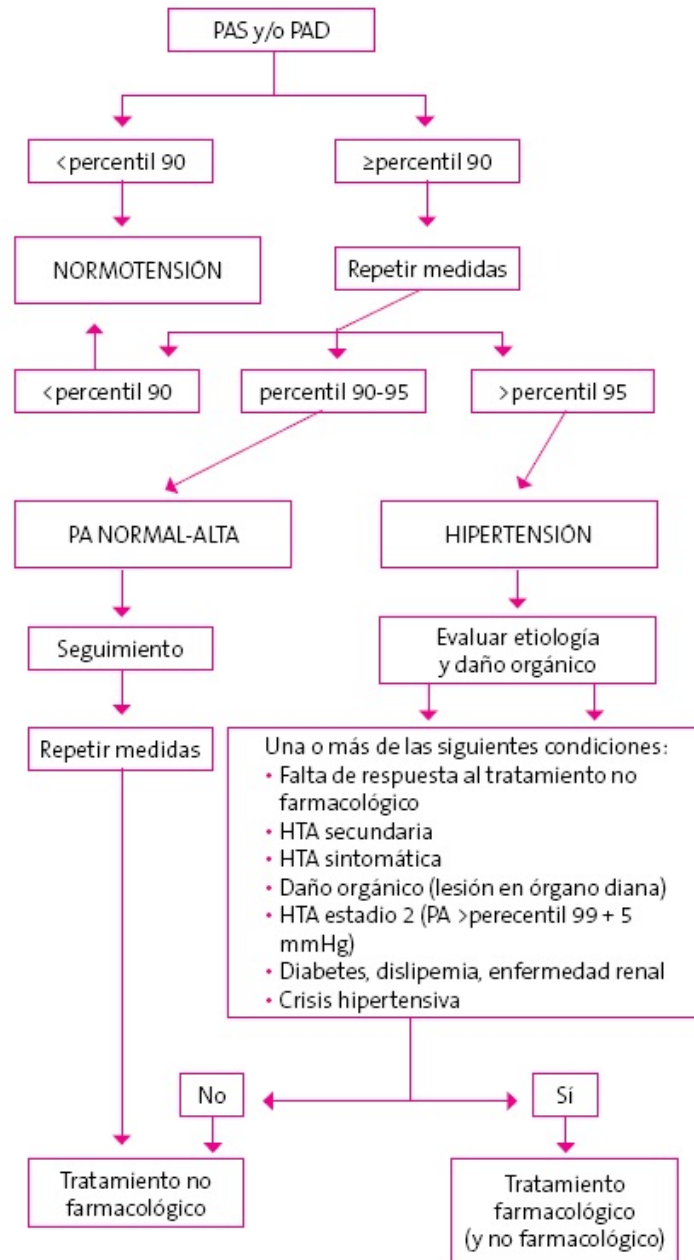 PAS y/o PAD
<percentil 90
≥percentil 90
NORMOTENSIÓN
Repetir medidas
<percentil 90
percentil 90-95
>percentil 95
PA NORMAL-ALTA
HIPERTENSIÓN
Seguimiento
Evaluar etiología
y daño orgánico
Repetir medidas
Una o más de las siguientes condiciones:
• Falta de respuesta al tratamiento no
farmacológico
• HTA secundaria
• HTA sintomática
• Daño orgánico (lesión en órgano diana)
• HTA estadio 2 (PA >perecentil 99 + 5
mmHg)
• Diabetes, dislipemia, enfermedad renal
• Crisis hipertensiva
No
Sí
Tratamiento no
farmacológico
Tratamiento
farmacológico
(y no farmacológico)